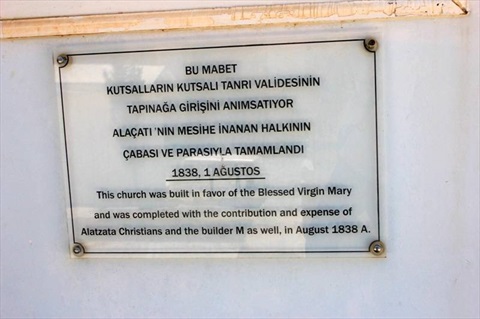 BU MABET
KUTSALLARIN KUTSALI TANRI VALİDESİNİN
TAPINAĞA GİRİŞİNİ ANIMSATIYOR
ALAÇATI 'NIN MESİHE İNANAN HALKININ
ÇABASI VE PARASIYLA TAMAMLANDI
1838, 1 AĞUSTOS
This church was built in favor of the Blessed Virgin Mary
and was completed with the contribution and expense of
Alatzata Christians and the builder M as well, in August 1838 A.